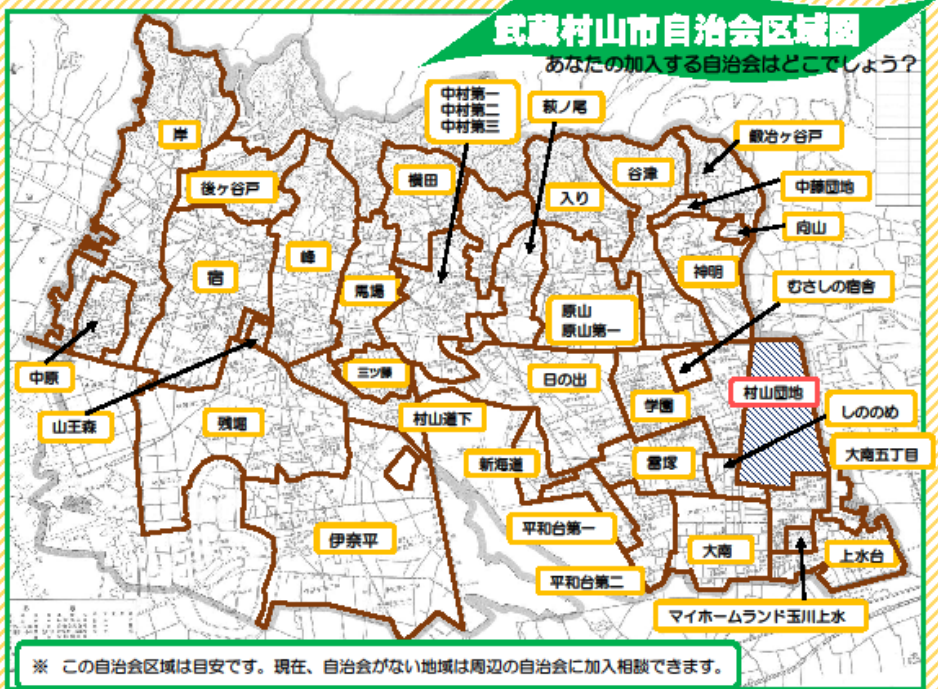 武蔵村山市自治会区域図
あなたの加入する自治会はどこでしょう?
中村第一
中村第二
中村第三
萩ノ尾
岸
鍛冶ヶ谷戸
谷津
横田
後ヶ谷戸
中藤団地
入り
向山
峰
宿
神明
馬場
むさしの宿舎
原山
原山第一
三ツ藤
中原
日の出
村山団地
学園
しののめ
山王森
残堀
村山道下
大南五丁目
新海道
雷塚
平和台第一
伊奈平
大南
上水台
平和台第二
マイホームランド玉川上水
※ この自治会区域は目安です。現在、自治会がない地域は周辺の自治会に加入相談できます。